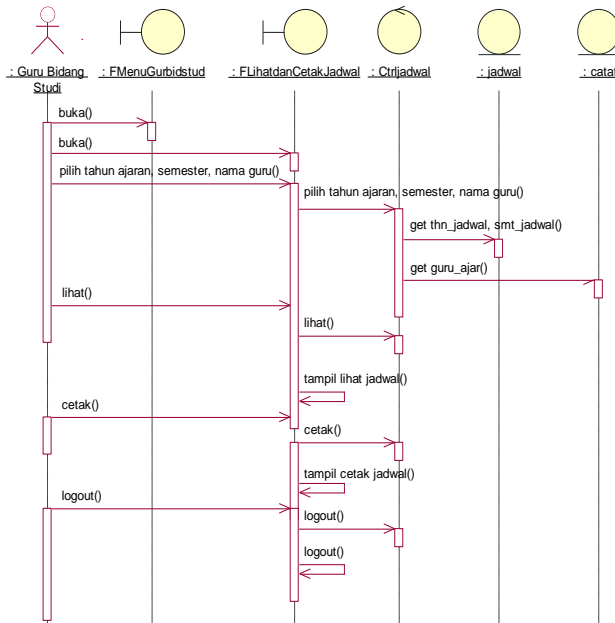 : Guru Bidang
Studi
: FMenuGurbidstud
: FLihatdanCetakJadwal
: Ctrljadwal
: jadwal
: catat
buka()
buka()
pilih tahun ajaran, semester, nama guru()
pilih tahun ajaran, semester, nama guru()
get thn_jadwal, smt_jadwal()
get guru_ajar()
lihat()
lihat()
tampil lihat jadwal()
cetak()
cetak()
tampil cetak jadwal()
logout()
logout()
logout()